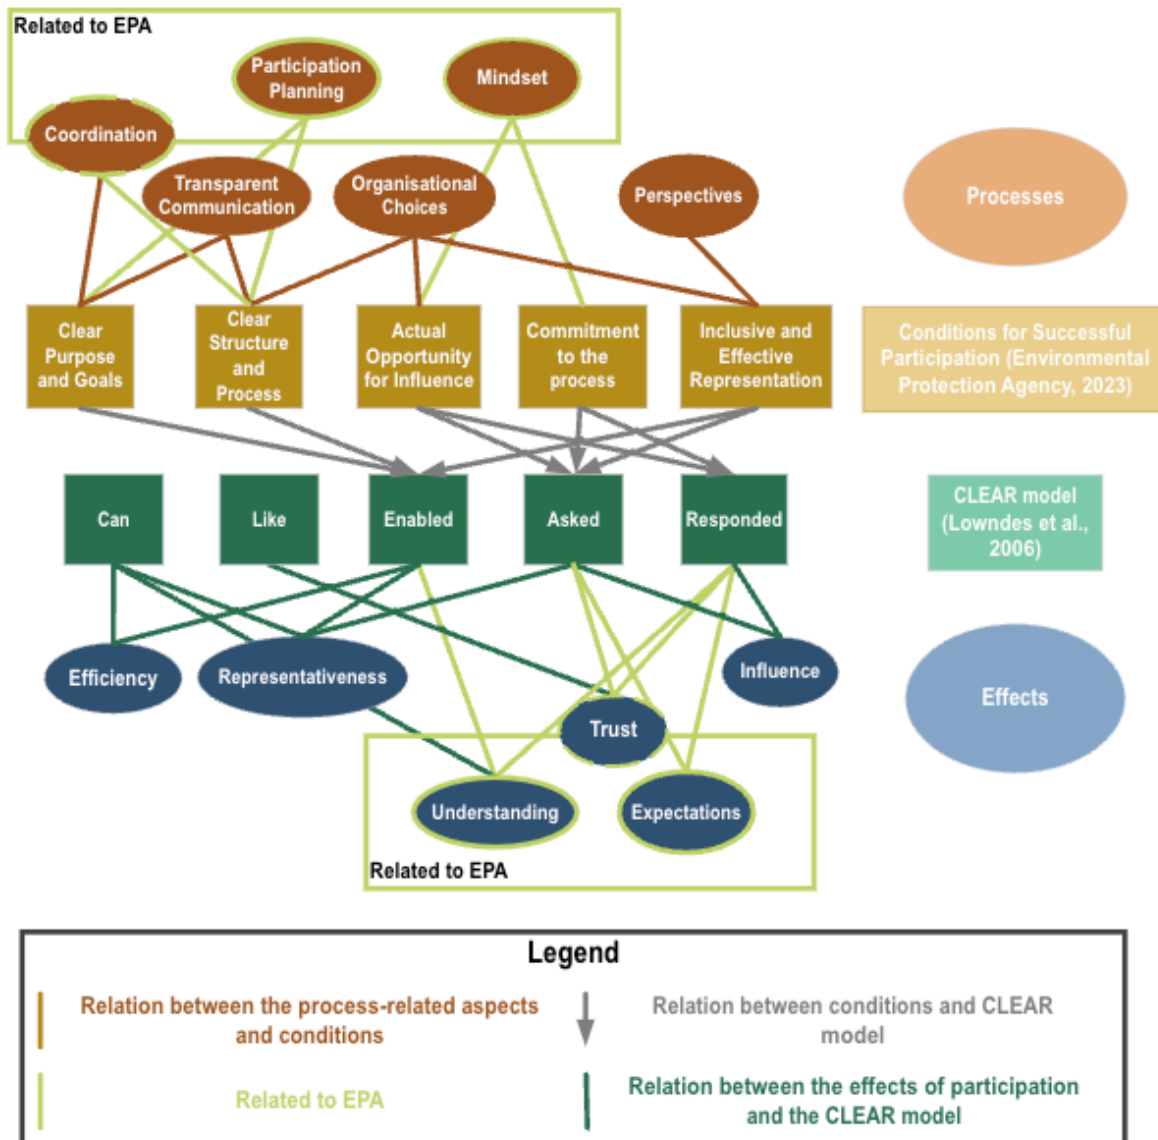 Related to EPA
Participation
Planning
Mindset
Coordination
Transparent
Communication
Organisational
Choices
Perspectives
Processes
Clear
Purpose
and Goals
Clear
Structure
and
Process
Actual
Opportunity
for Influence
Commitment
to the
process
Inclusive and
Effective
Representation
Conditions for Successful
Participation (Environmental
Protection Agency, 2023)
Can
Like
Enabled
Asked
Responded
CLEAR model
(Lowndes et al.,
2006)
Efficiency
Representativeness
Influence
Effects
Trust
Understanding
Expectations
Related to EPA
Legend
Relation between the process-related aspects
and conditions
Relation between conditions and CLEAR
model
Related to EPA
Relation between the effects of participation
and the CLEAR model